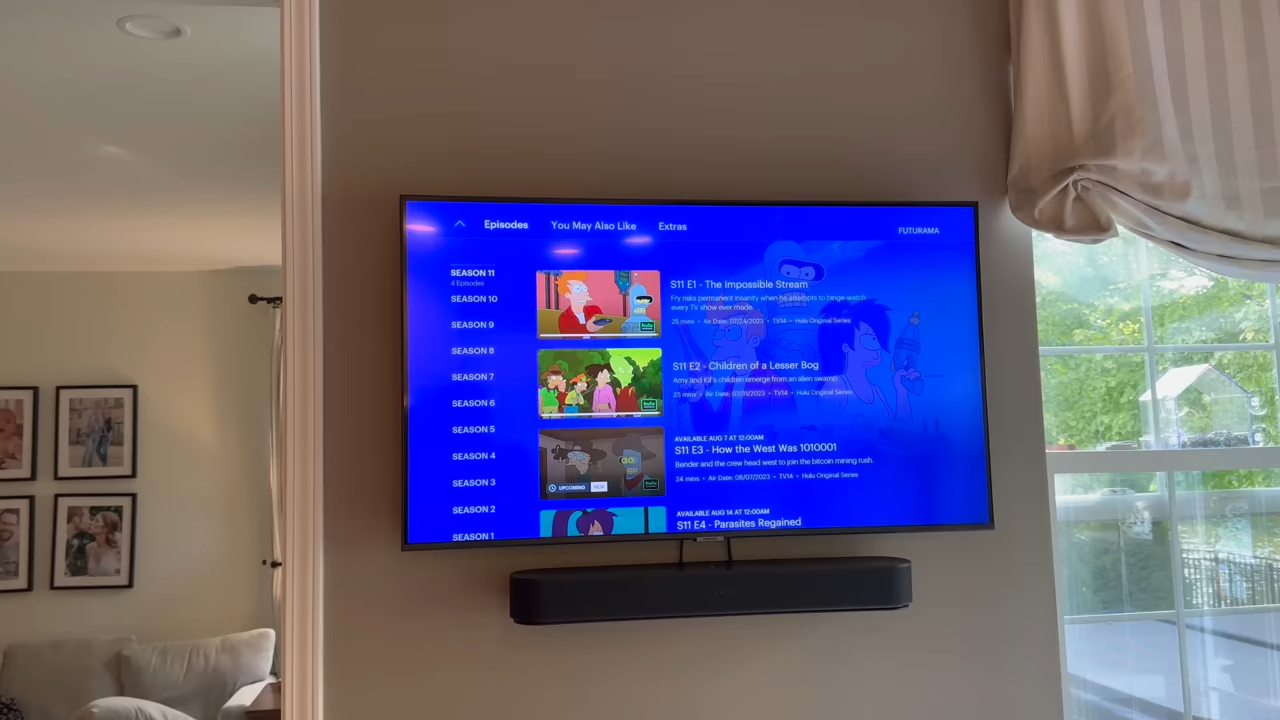 Episodes You May Also Like Extras
FUTURAMA
SEASON 11
4 Episodes
SEASON 10
SEASON 9
SEASON 8
SEASON 7
SEASON 6
SEASON 5
SEASON 4
SEASON 3
SEASON 2
SEASON 1
S11 E1 - The Impossible Stream
Fry risks permanent insanity when he attempts to binge-watch
every TV show ever made.
25 mins • Air Date: 07/24/2023 • TV14 • Hulu Original Series
hulu
S11 E2 - Children of a Lesser Bog
Amy and Kif's children emerge from an alien swamp.
25 mins • Air Date: 07/31/2023 • TV14 • Hulu Original Series
hulu
AVAILABLE AUG 7 AT 12:00AM
S11 E3 - How the West Was 1010001
Bender and the crew head west to join the bitcoin mining rush.
24 mins • Air Date: 08/07/2023 • TV14 • Hulu Original Series
UPCOMING NEW
hulu
AVAILABLE AUG 14 AT 12:00AM
S11 E4 - Parasites Regained